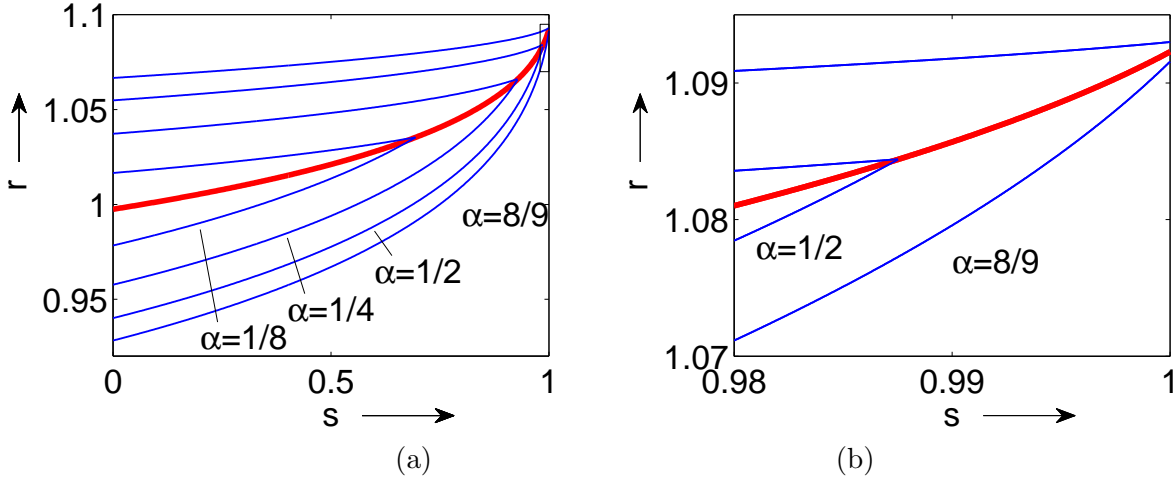 1.1
1.05
1
0.95
r
α=8/9
α=1/2
α=1/4
α=1/8
0
0.5
1
s
(a)
1.09
1.08
1.07
r
α=1/2
α=8/9
0.98
0.99
1
s
(b)